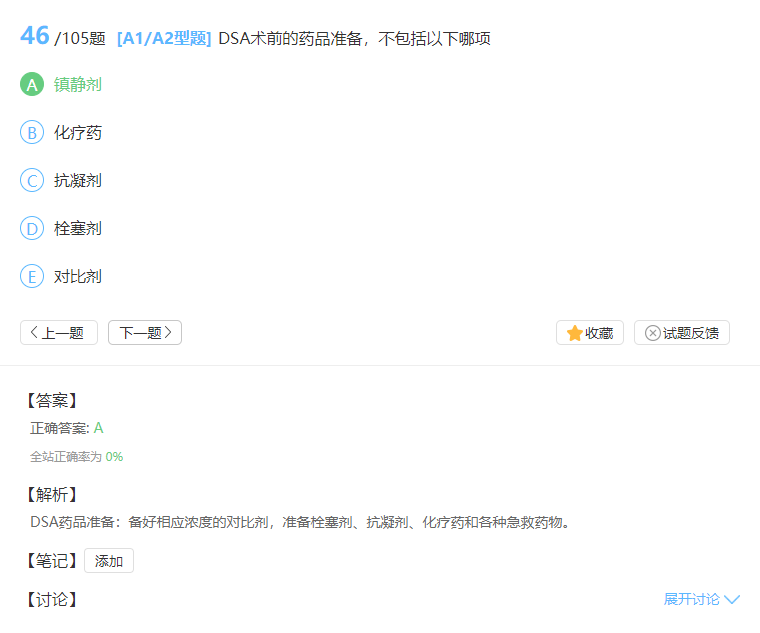 46/105题 [A1/A2型题] DSA术前的药品准备，不包括以下哪项
A 镇静剂
B 化疗药
C 抗凝剂
D 栓塞剂
E 对比剂
上一题 下一题 收藏 试题反馈
【答案】
正确答案: A
全站正确率为 0%
【解析】
DSA药品准备：备好相应浓度的对比剂，准备栓塞剂、抗凝剂、化疗药和各种急救药物。
【笔记】 添加
【讨论】 展开讨论